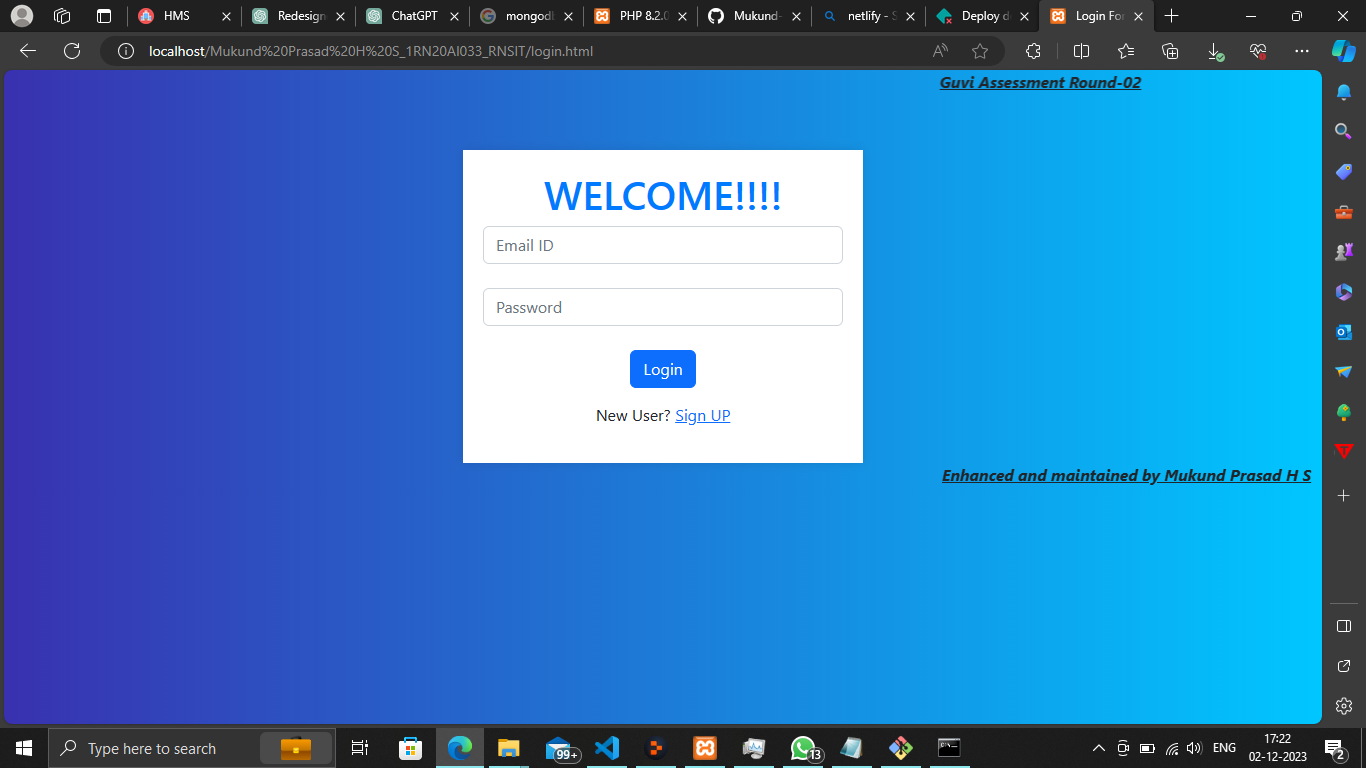 HMS
Redesign
ChatGPT
mongodb
PHP 8.2.0
Mukund-
netlify - S
Deploy d
Login For
localhost/Mukund%20Prasad%20H%20S_1RN20AI033_RNSIT/login.html
Guvi Assessment Round-02
WELCOME!!!!
Email ID
Password
Login
New User? Sign UP
Enhanced and maintained by Mukund Prasad H S
Type here to search
99+
13
ENG
17:22
02-12-2023
2